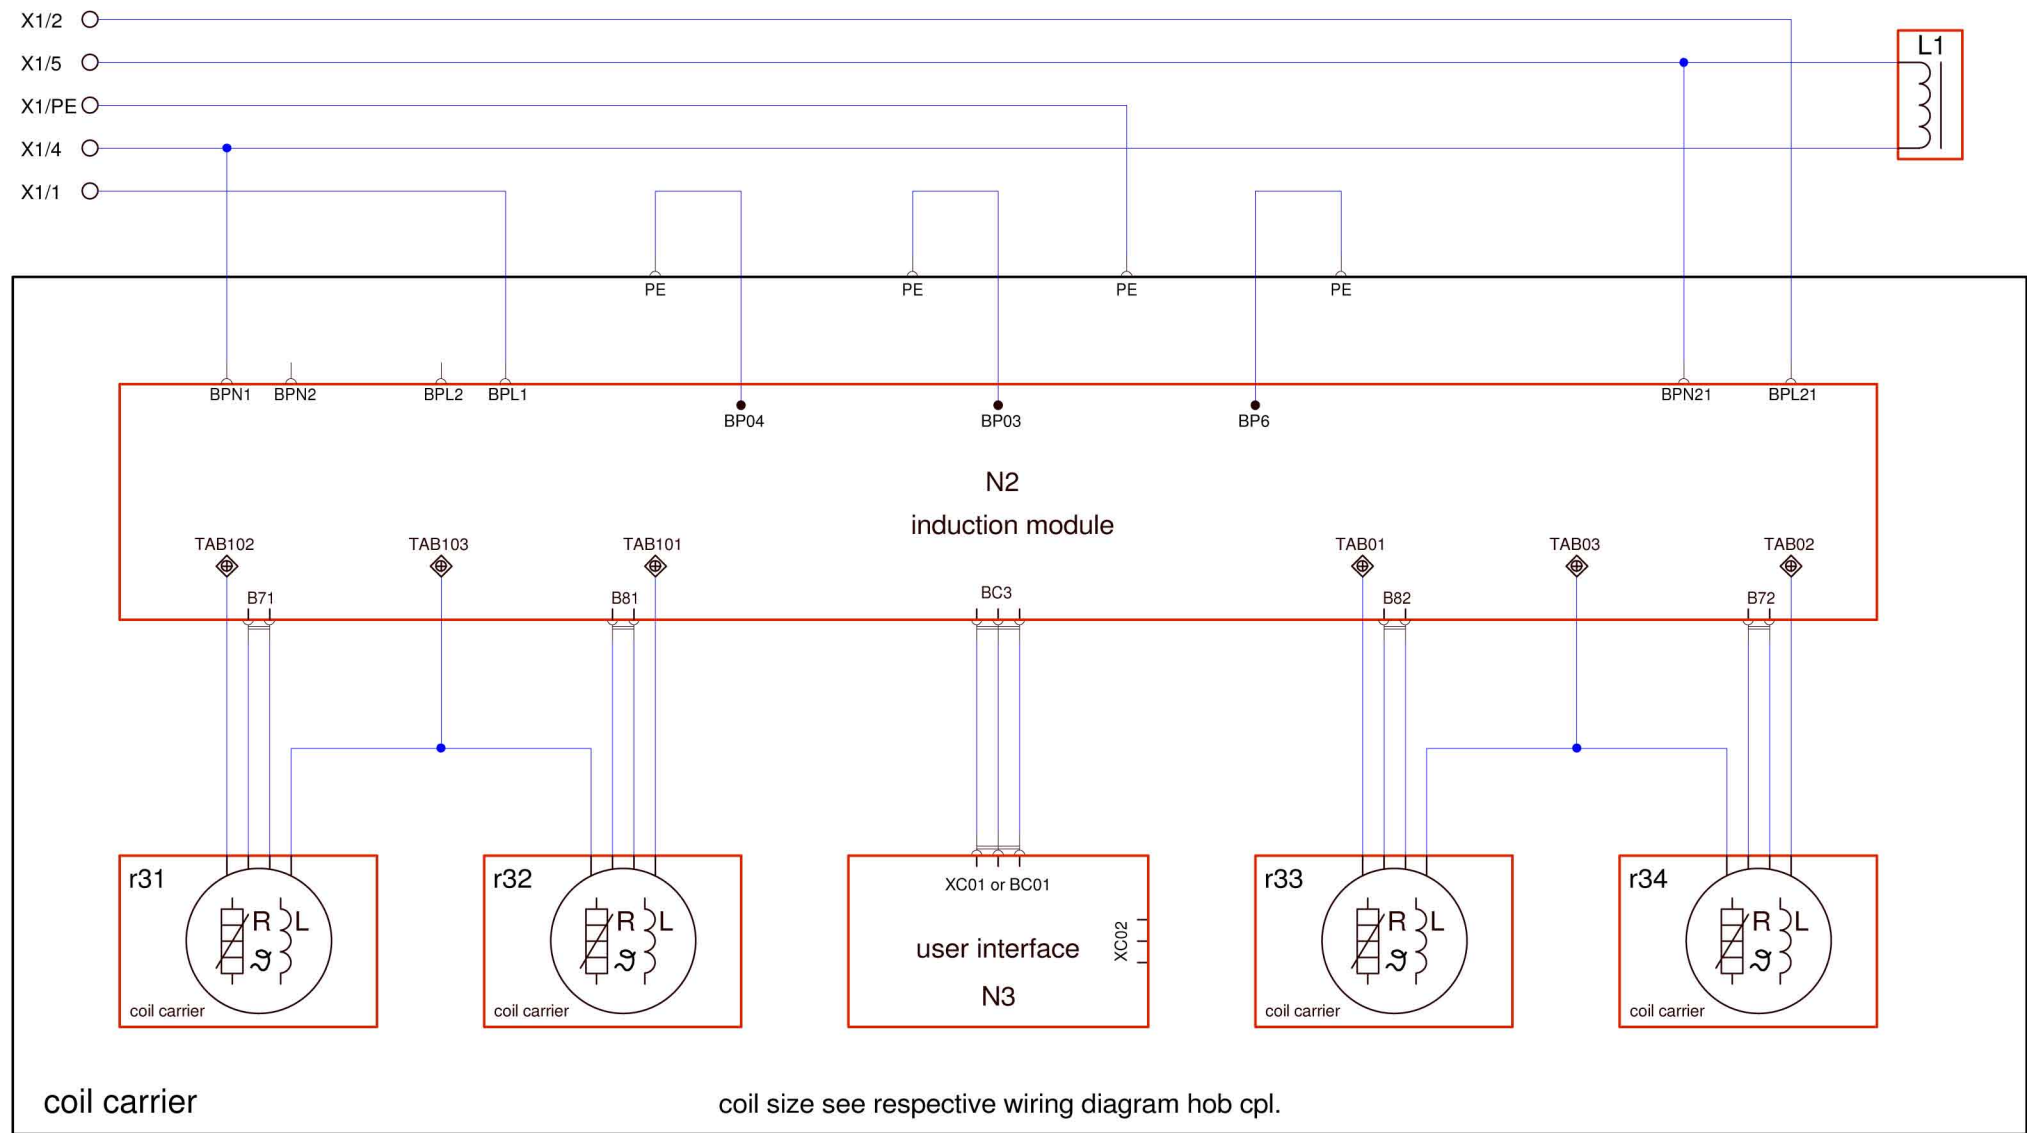 X1/2
X1/5
X1/PE
X1/4
X1/1
L1
PE PE PE PE
BPN1 BPN2 BPL2 BPL1 BPN21 BPL21
BP04 BP03 BP6
N2
induction module
TAB102 TAB103 TAB101 TAB01 TAB03 TAB02
B71 B81 BC3 B82 B72
r31
R L
ϑ
coil carrier
r32
R L
ϑ
coil carrier
XC01 or BC01
XC02
user interface
N3
r33
R L
ϑ
coil carrier
r34
R L
ϑ
coil carrier
coil carrier
coil size see respective wiring diagram hob cpl.